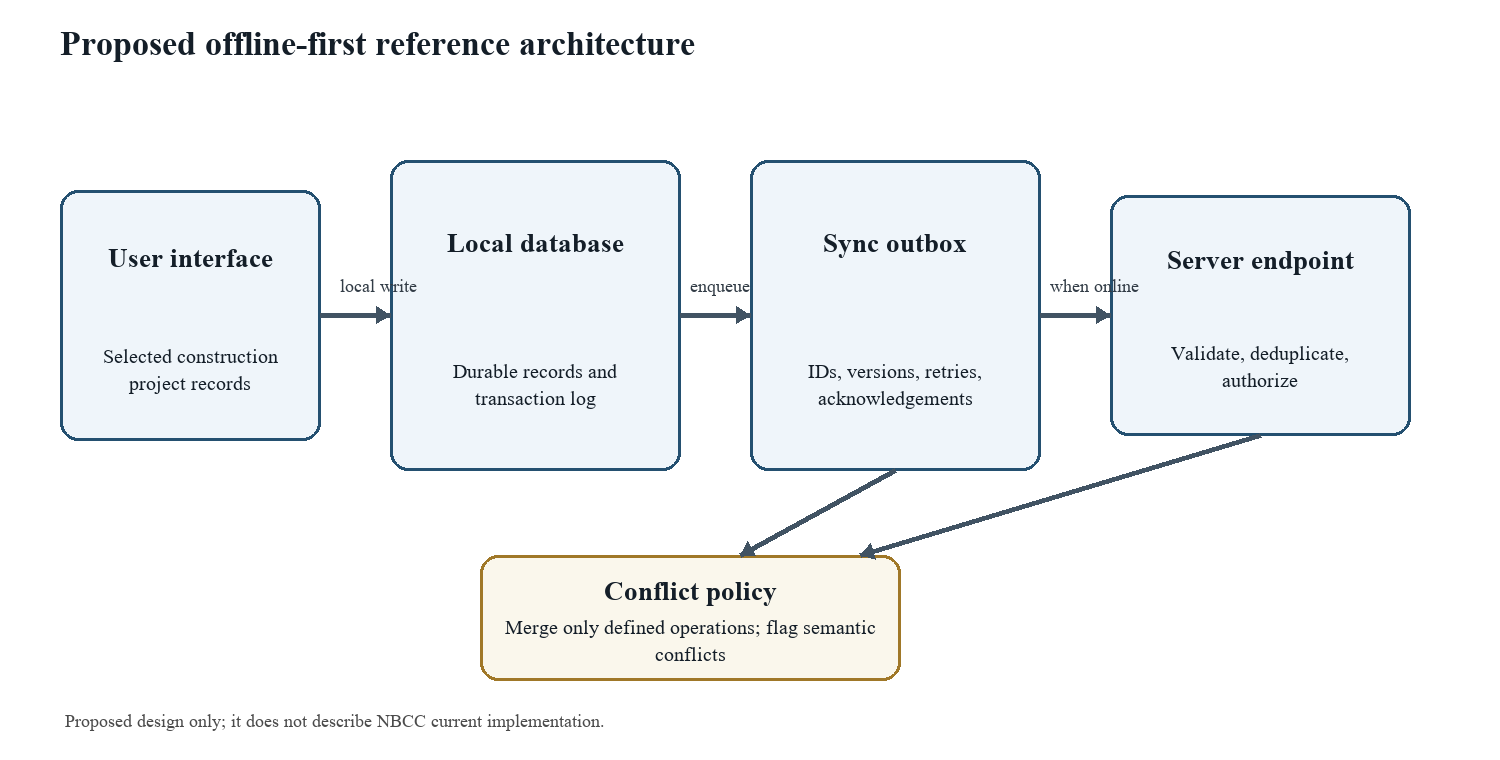 Proposed offline-first reference architecture
User interface
Selected construction
project records
local write
Local database
Durable records and
transaction log
enqueue
Sync outbox
IDs, versions, retries,
acknowledgements
when online
Server endpoint
Validate, deduplicate,
authorize
Conflict policy
Merge only defined operations; flag semantic
conflicts
Proposed design only; it does not describe NBCC current implementation.